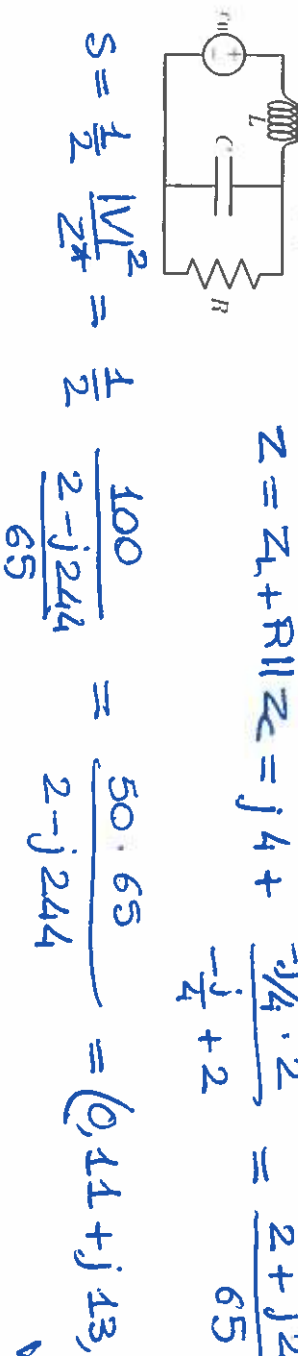 L
C
R
Z = Z_L + R || Z_C = j4 + (-j/4 · 2) / (-j/4 + 2) = (2 + j2 / 65
S = 1/2 |V|² / Z* = 1/2 100 / ((2 - j244) / 65) = 50 · 65 / (2 - j244) = (0,11 + j 13,